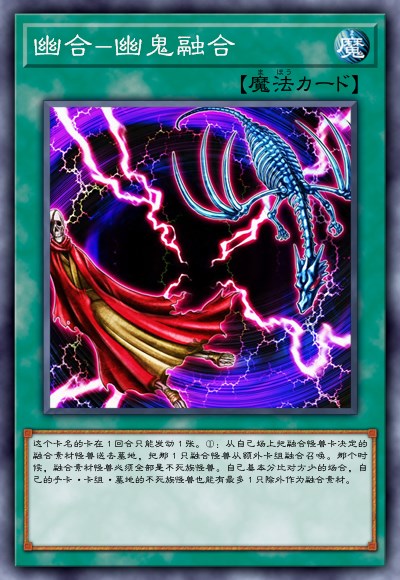 幽合-幽鬼融合
魔
【魔法カード】
まほう
这个卡名的卡在１回合只能发动１张。①：从自己场上把融合怪兽卡决定的
融合素材怪兽送去墓地，把那１只融合怪兽从额外卡组融合召唤。那个时
候，融合素材怪兽必须全部是不死族怪兽。自己基本分比对方少的场合，自
己的手卡·卡组·墓地的不死族怪兽也能有最多１只除外作为融合素材。